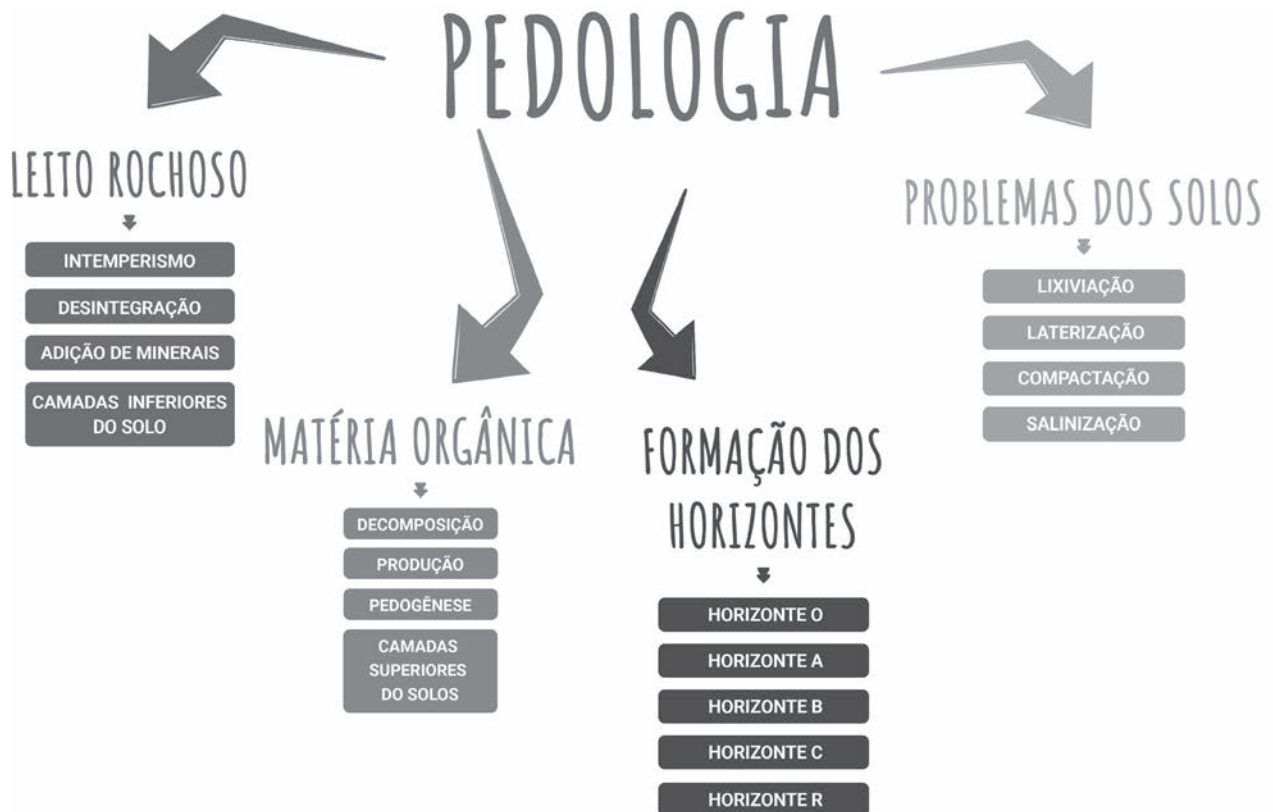 PEDOLOGIA
LEITO ROCHOSO
INTEMPERISMO
DESINTEGRAÇÃO
ADIÇÃO DE MINERAIS
CAMADAS INFERIORES
DO SOLO
MATÉRIA ORGÂNICA
DECOMPOSIÇÃO
PRODUÇÃO
PEDOGÊNESE
CAMADAS
SUPERIORES
DO SOLOS
FORMAÇÃO DOS
HORIZONTES
HORIZONTE O
HORIZONTE A
HORIZONTE B
HORIZONTE C
HORIZONTE R
PROBLEMAS DOS SOLOS
LIXIVIAÇÃO
LATERIZAÇÃO
COMPACTAÇÃO
SALINIZAÇÃO